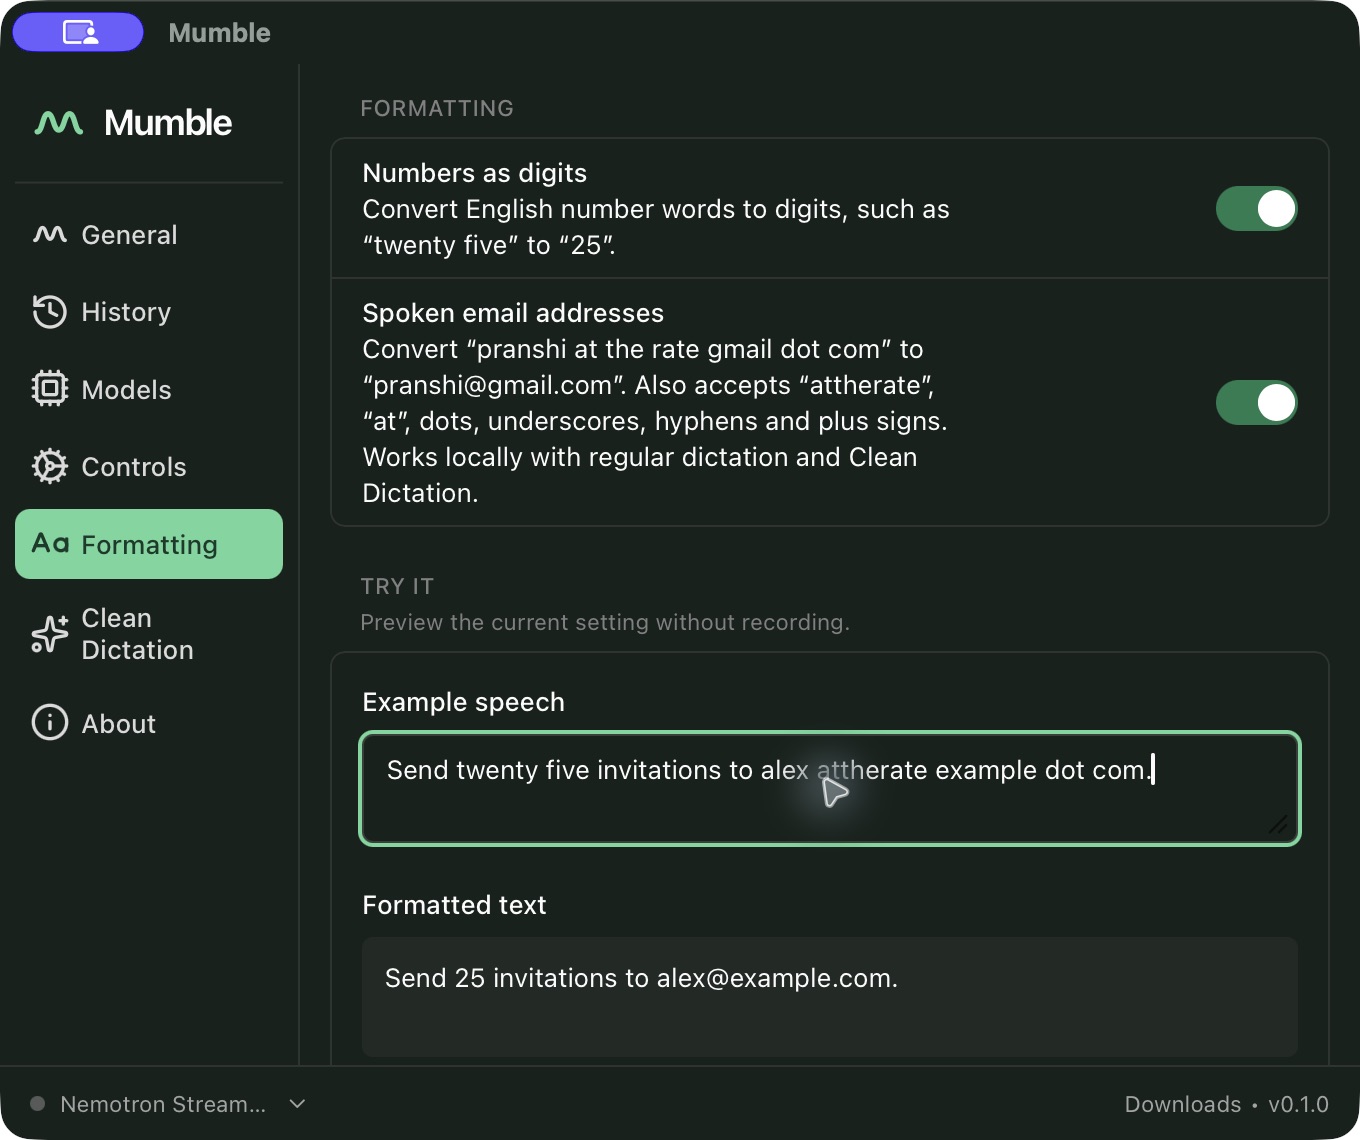 Mumble
Mumble
General
History
Models
Controls
Aa Formatting
Clean
Dictation
About
FORMATTING
Numbers as digits
Convert English number words to digits, such as
“twenty five” to “25”.
Spoken email addresses
Convert “pranshi at the rate gmail dot com” to
“pranshi@gmail.com”. Also accepts “attherate”,
“at”, dots, underscores, hyphens and plus signs.
Works locally with regular dictation and Clean
Dictation.
TRY IT
Preview the current setting without recording.
Example speech
Send twenty five invitations to alex attherate example dot com.
Formatted text
Send 25 invitations to alex@example.com.
Nemotron Stream...
Downloads • v0.1.0